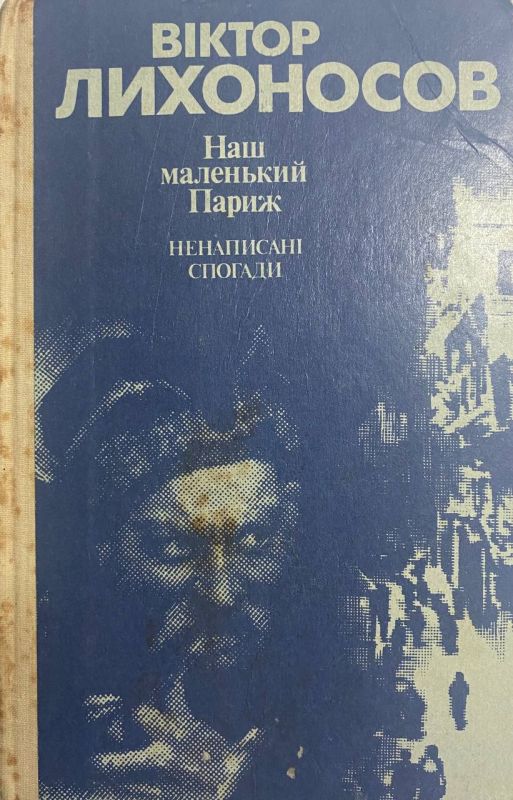 ВІКТОР
ЛИХОНОСОВ
Наш
маленький
Париж
НЕНАПИСАНІ
СПОГАДИ